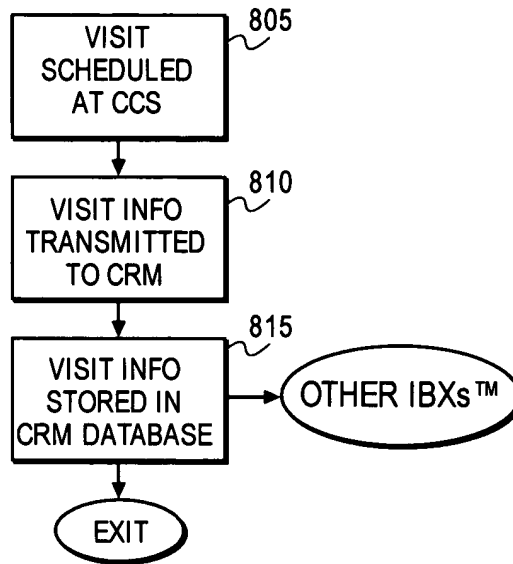 VISIT
SCHEDULED
AT CCS
805
VISIT INFO
TRANSMITTED
TO CRM
810
VISIT INFO
STORED IN
CRM DATABASE
815
OTHER IBXs™
EXIT